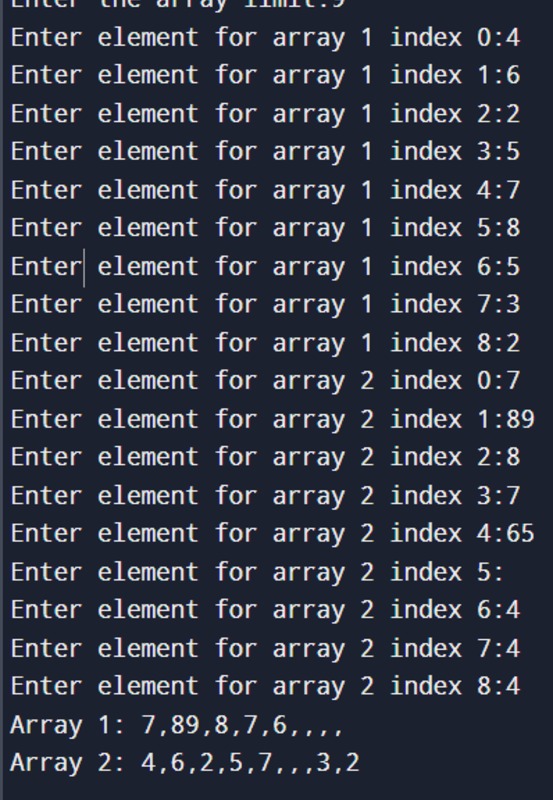 Enter the array limit:9
Enter element for array 1 index 0:4
Enter element for array 1 index 1:6
Enter element for array 1 index 2:2
Enter element for array 1 index 3:5
Enter element for array 1 index 4:7
Enter element for array 1 index 5:8
Enter element for array 1 index 6:5
Enter element for array 1 index 7:3
Enter element for array 1 index 8:2
Enter element for array 2 index 0:7
Enter element for array 2 index 1:89
Enter element for array 2 index 2:8
Enter element for array 2 index 3:7
Enter element for array 2 index 4:65
Enter element for array 2 index 5:
Enter element for array 2 index 6:4
Enter element for array 2 index 7:4
Enter element for array 2 index 8:4
Array 1: 7,89,8,7,6,,,,
Array 2: 4,6,2,5,7,,,3,2